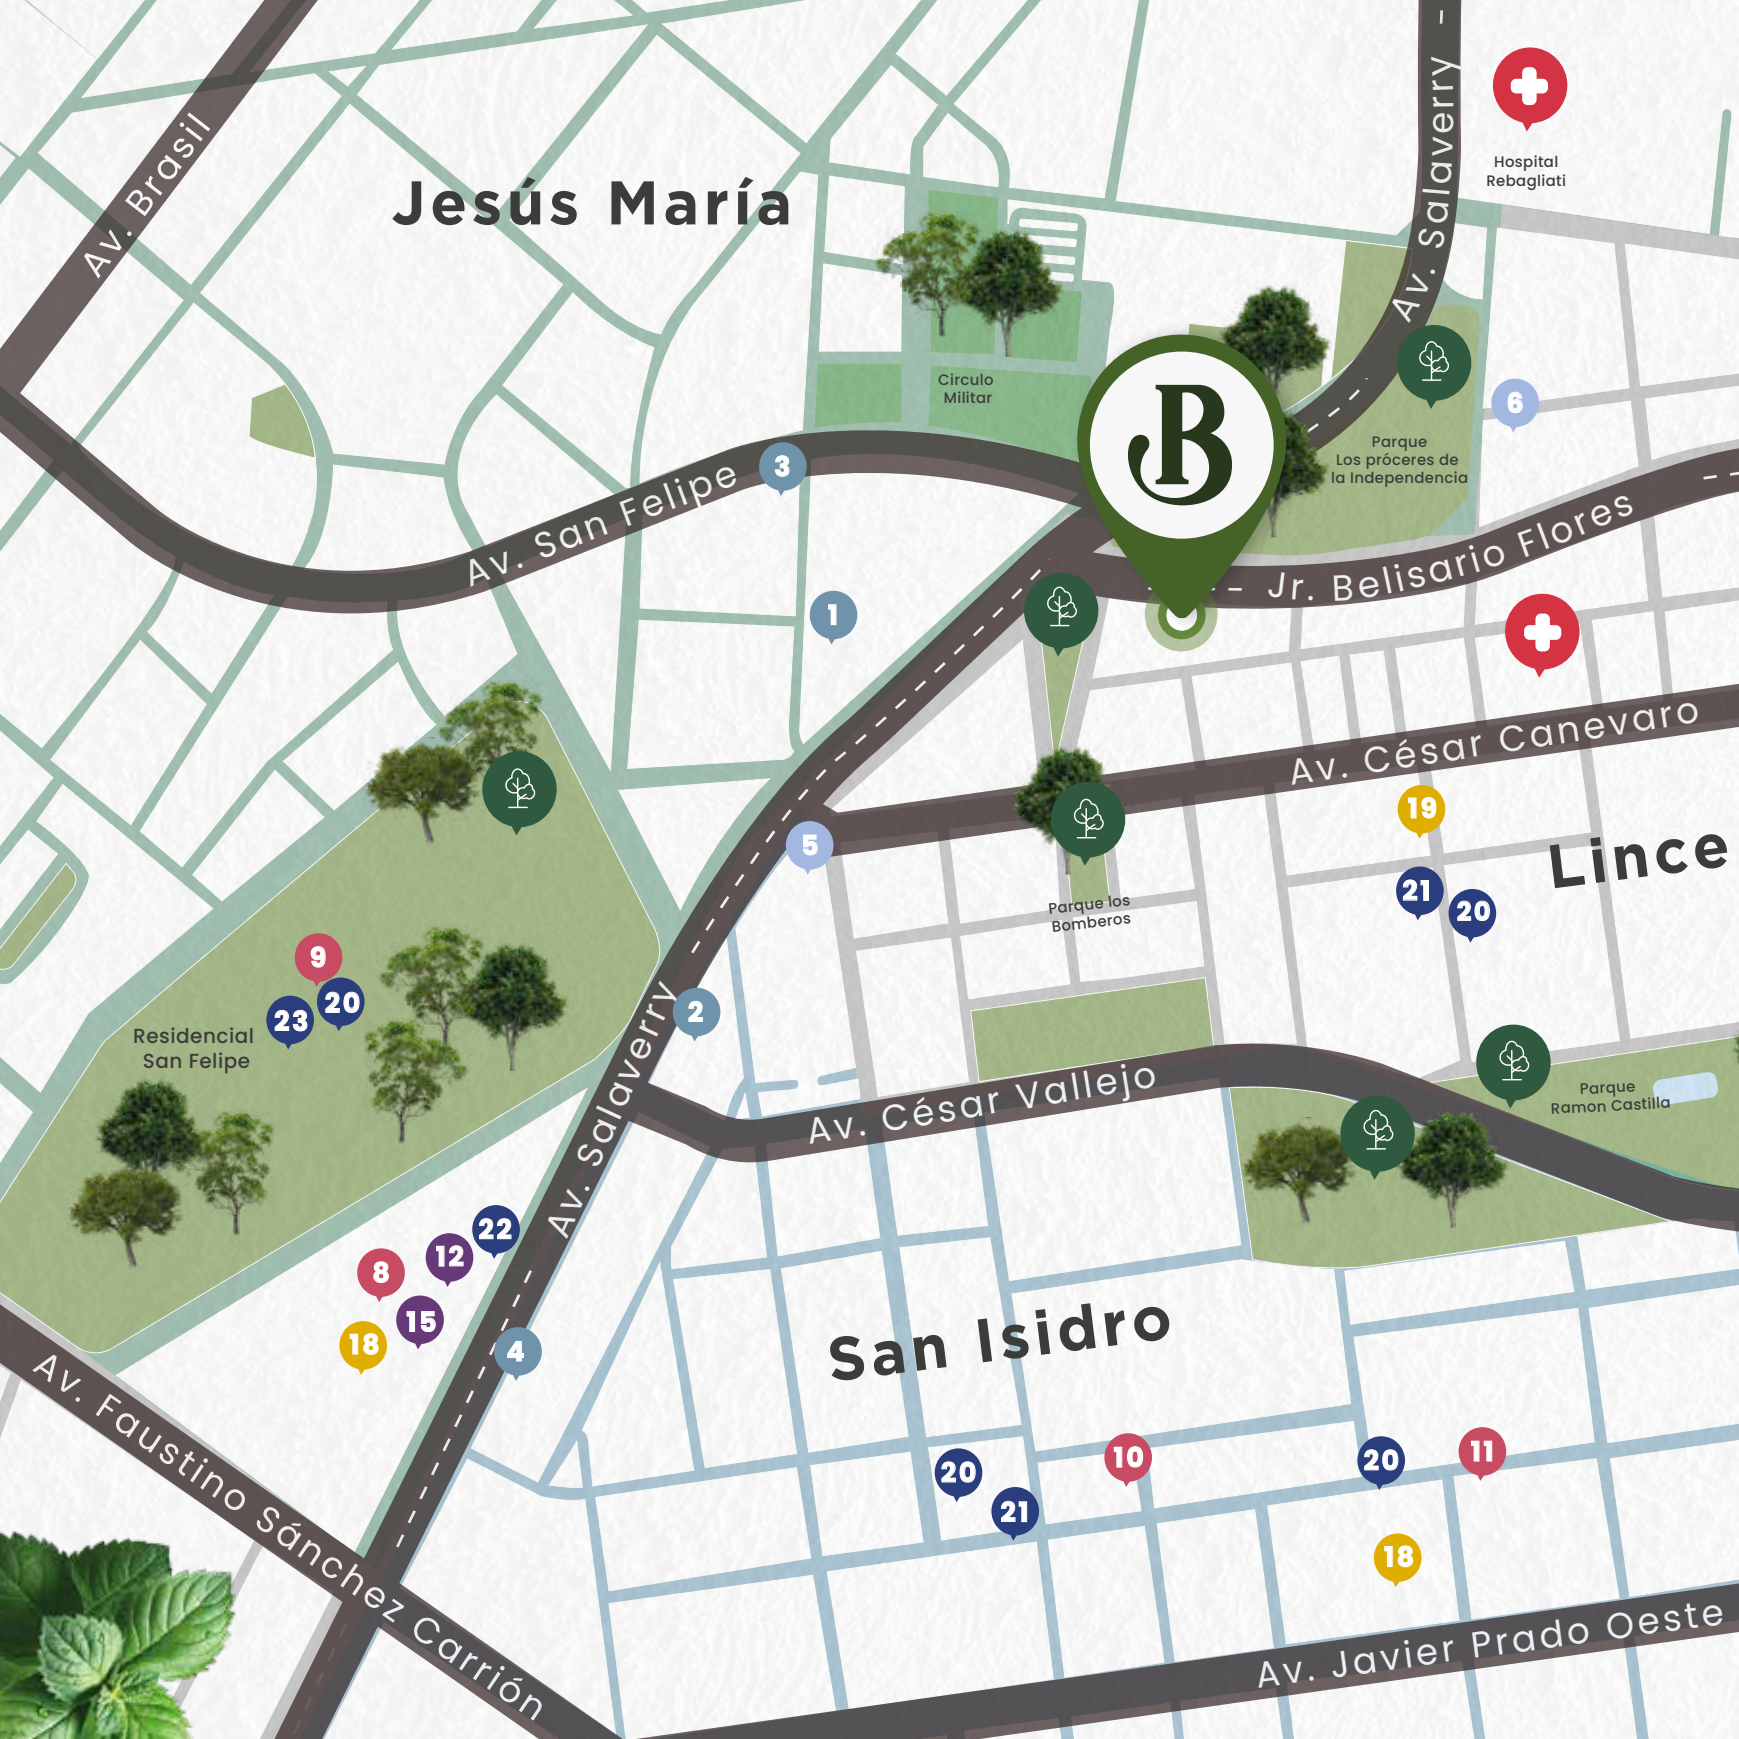 Av. Salaverry -
Hospital
Rebagliati
Av. Brasil
Jesús María
Circulo
Militar
B
6
Parque
Los próceres de
la Independencia
3
Av. San Felipe
- Jr. Belisario Flores
1
Av. César Canevaro
19
Lince
5
21
20
Parque los
Bomberos
9
20
23
Residencial
San Felipe
2
Av. Salaverry
Av. César Vallejo
Parque
Ramon Castilla
22
12
8
15
18
4
San Isidro
Av. Faustino Sánchez Carrión
20
21
10
20
11
18
Av. Javier Prado Oeste